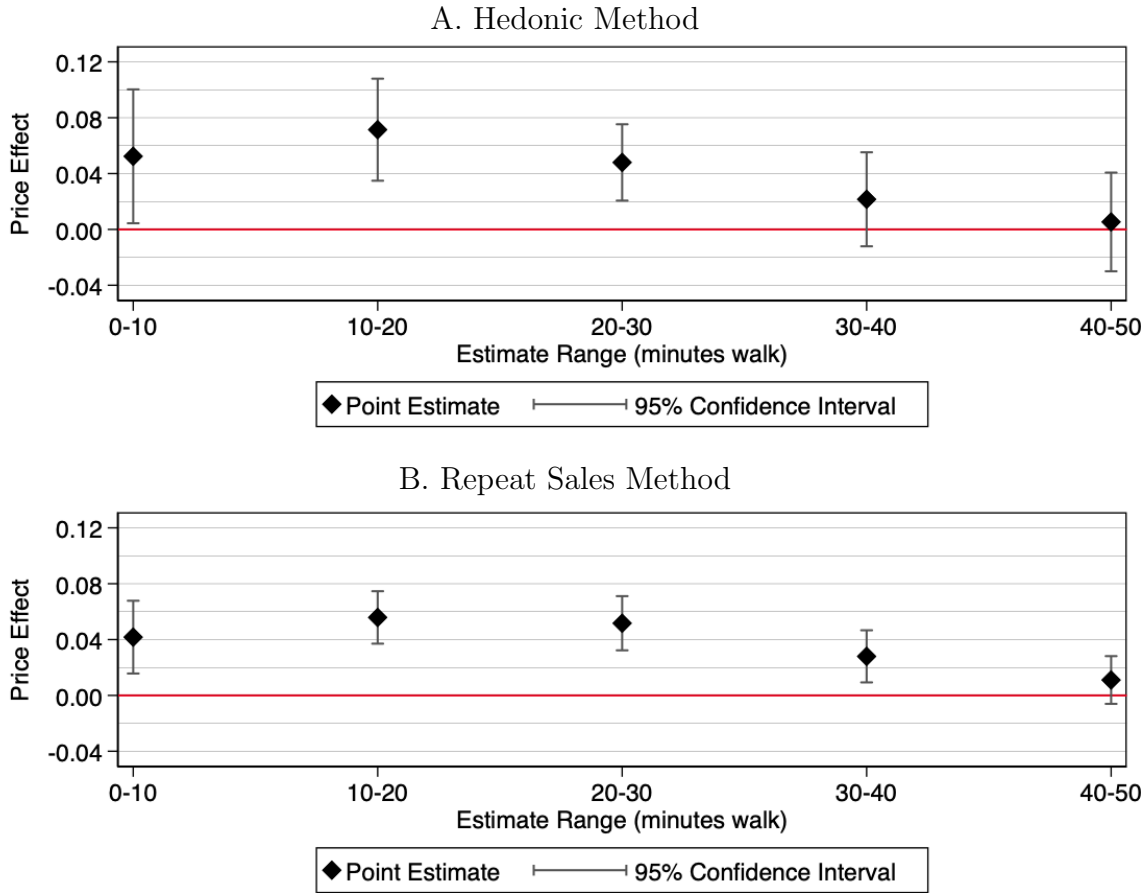 A. Hedonic Method
0.12
0.08
0.04
0.00
-0.04
Price Effect
0-10 10-20 20-30 30-40 40-50
Estimate Range (minutes walk)
Point Estimate 95% Confidence Interval
B. Repeat Sales Method
0.12
0.08
0.04
0.00
-0.04
Price Effect
0-10 10-20 20-30 30-40 40-50
Estimate Range (minutes walk)
Point Estimate 95% Confidence Interval